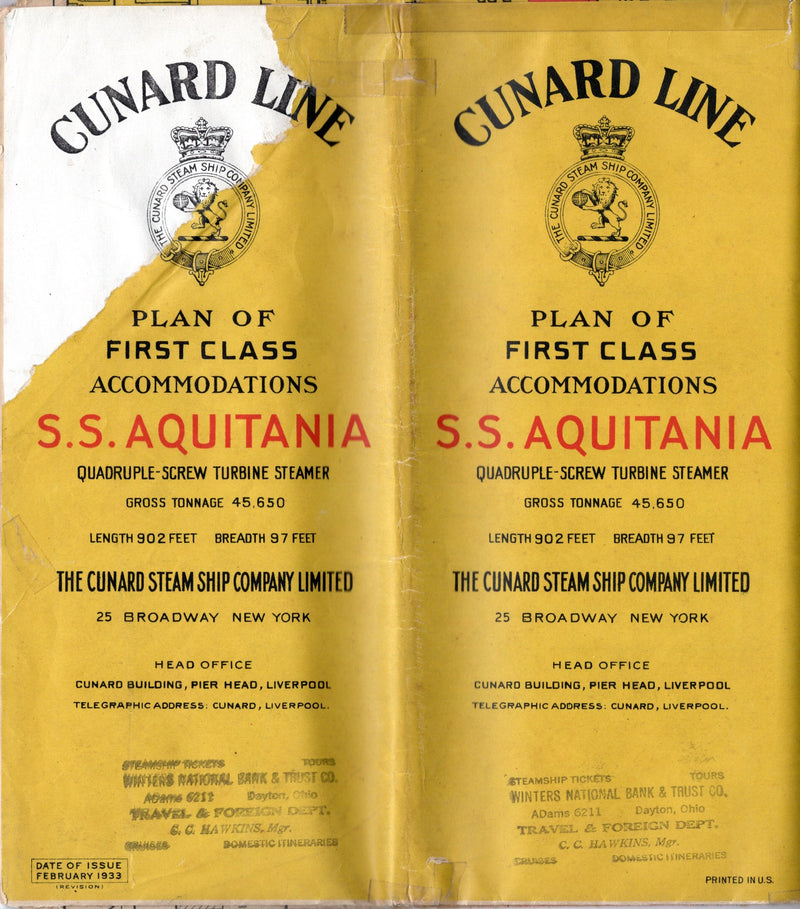 CUNARD LINE
THE CUNARD STEAM SHIP COMPANY LIMITED
PLAN OF
FIRST CLASS
ACCOMMODATIONS
S.S. AQUITANIA
QUADRUPLE-SCREW TURBINE STEAMER
GROSS TONNAGE 45,650
LENGTH 902 FEET BREADTH 97 FEET
THE CUNARD STEAM SHIP COMPANY LIMITED
25 BROADWAY NEW YORK
HEAD OFFICE
CUNARD BUILDING, PIER HEAD, LIVERPOOL
TELEGRAPHIC ADDRESS: CUNARD, LIVERPOOL.
STEAMSHIP TICKETS TOURS
WINTERS NATIONAL BANK & TRUST CO.
ADams 6211 Dayton, Ohio
TRAVEL & FOREIGN DEPT.
C. C. HAWKINS, Mgr.
CRUISES DOMESTIC ITINERARIES
DATE OF ISSUE
FEBRUARY 1933
(REVISION)
CUNARD LINE
THE CUNARD STEAM SHIP COMPANY LIMITED
PLAN OF
FIRST CLASS
ACCOMMODATIONS
S.S. AQUITANIA
QUADRUPLE-SCREW TURBINE STEAMER
GROSS TONNAGE 45,650
LENGTH 902 FEET BREADTH 97 FEET
THE CUNARD STEAM SHIP COMPANY LIMITED
25 BROADWAY NEW YORK
HEAD OFFICE
CUNARD BUILDING, PIER HEAD, LIVERPOOL
TELEGRAPHIC ADDRESS: CUNARD, LIVERPOOL.
STEAMSHIP TICKETS TOURS
WINTERS NATIONAL BANK & TRUST CO.
ADams 6211 Dayton, Ohio
TRAVEL & FOREIGN DEPT.
C. C. HAWKINS, Mgr.
CRUISES DOMESTIC ITINERARIES
PRINTED IN U.S.